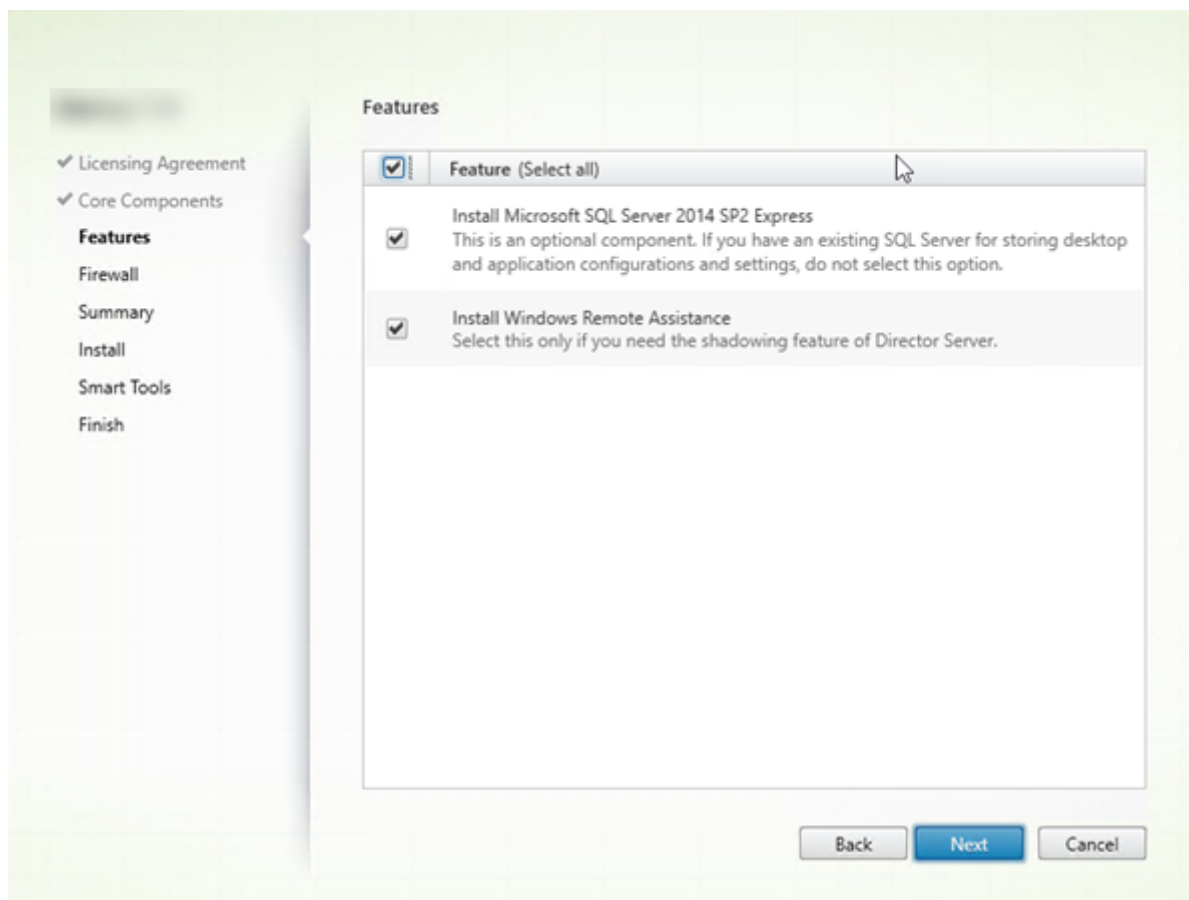 Licensing Agreement
Core Components
Features
Firewall
Summary
Install
Smart Tools
Finish
Features
Feature (Select all)
Install Microsoft SQL Server 2014 SP2 Express
This is an optional component. If you have an existing SQL Server for storing desktop
and application configurations and settings, do not select this option.
Install Windows Remote Assistance
Select this only if you need the shadowing feature of Director Server.
Back
Next
Cancel